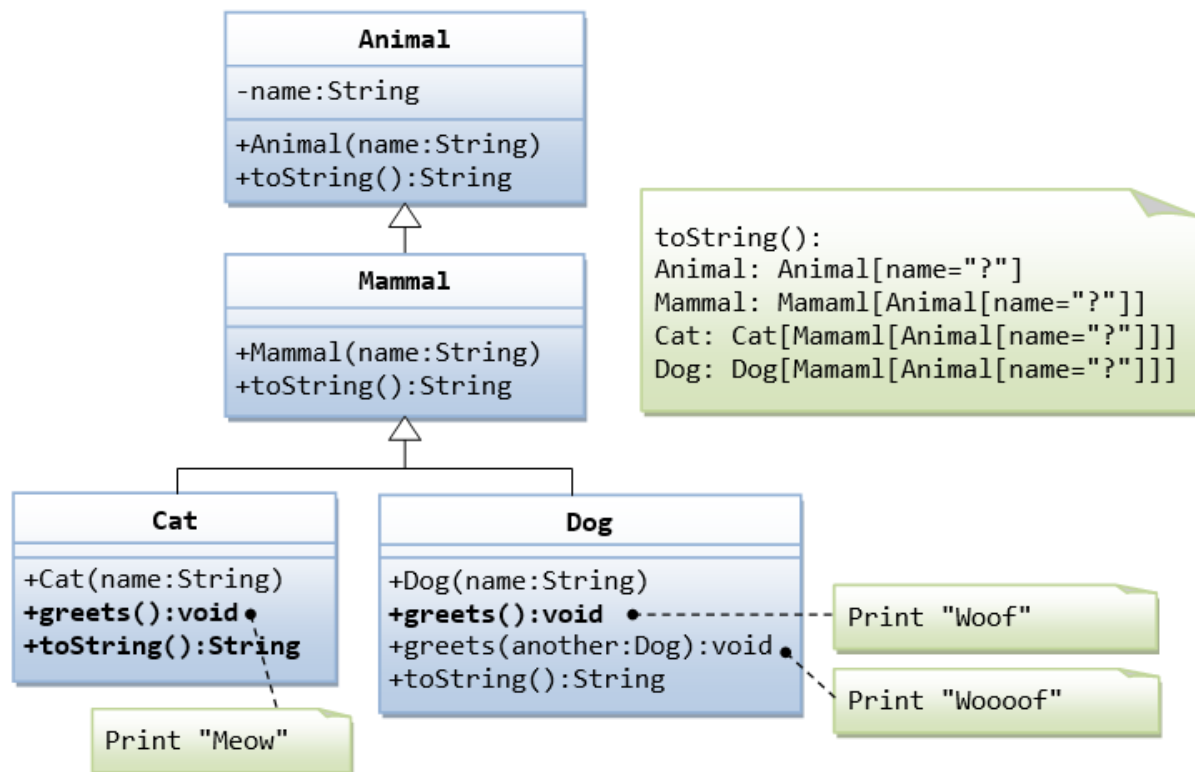 Animal
-name:String
+Animal(name:String)
+toString():String
toString():
Animal: Animal[name="?"]
Mammal: Mamaml[Animal[name="?"]]
Cat: Cat[Mamaml[Animal[name="?"]]]
Dog: Dog[Mamaml[Animal[name="?"]]]
Mammal
+Mammal(name:String)
+toString():String
Cat
+Cat(name:String)
+greets():void
+toString():String
Print "Meow"
Dog
+Dog(name:String)
+greets():void
+greets(another:Dog):void
+toString():String
Print "Woof"
Print "Woooof"